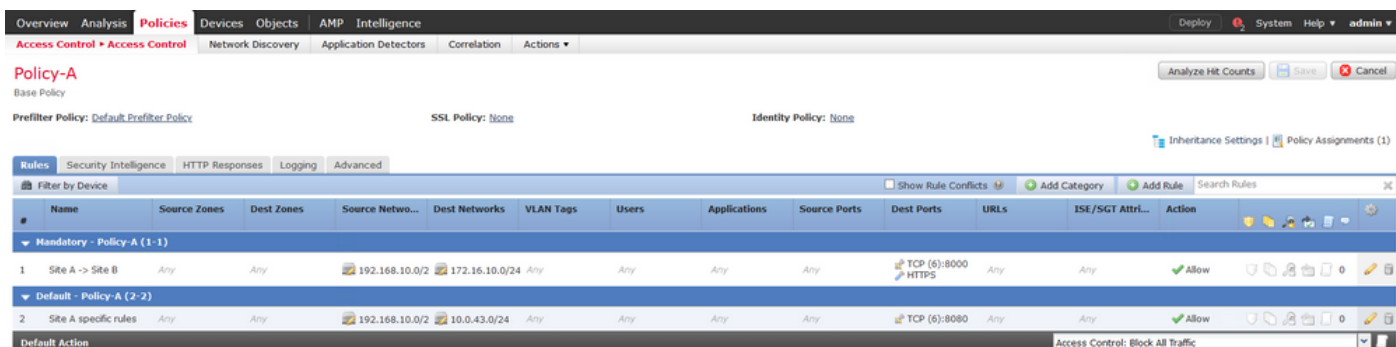 Overview Analysis Policies Devices Objects AMP Intelligence Deploy System Help ▾ admin ▾
Access Control ▸ Access Control Network Discovery Application Detectors Correlation Actions ▾
Policy-A
Analyze Hit Counts Save Cancel
Base Policy
Prefilter Policy: Default Prefilter Policy SSL Policy: None Identity Policy: None
Inheritance Settings | Policy Assignments (1)
Rules Security Intelligence HTTP Responses Logging Advanced
Filter by Device Show Rule Conflicts Add Category Add Rule Search Rules
# Name Source Zones Dest Zones Source Netwo... Dest Networks VLAN Tags Users Applications Source Ports Dest Ports URLs ISE/SGT Attri... Action
Mandatory - Policy-A (1-1)
1 Site A -> Site B Any Any 192.168.10.0/2 172.16.10.0/24 Any Any Any Any TCP (6):8000 Any Any Allow 0
HTTPS
Default - Policy-A (2-2)
2 Site A specific rules Any Any 192.168.10.0/2 10.0.43.0/24 Any Any Any Any TCP (6):8080 Any Any Allow 0
Default Action Access Control: Block All Traffic